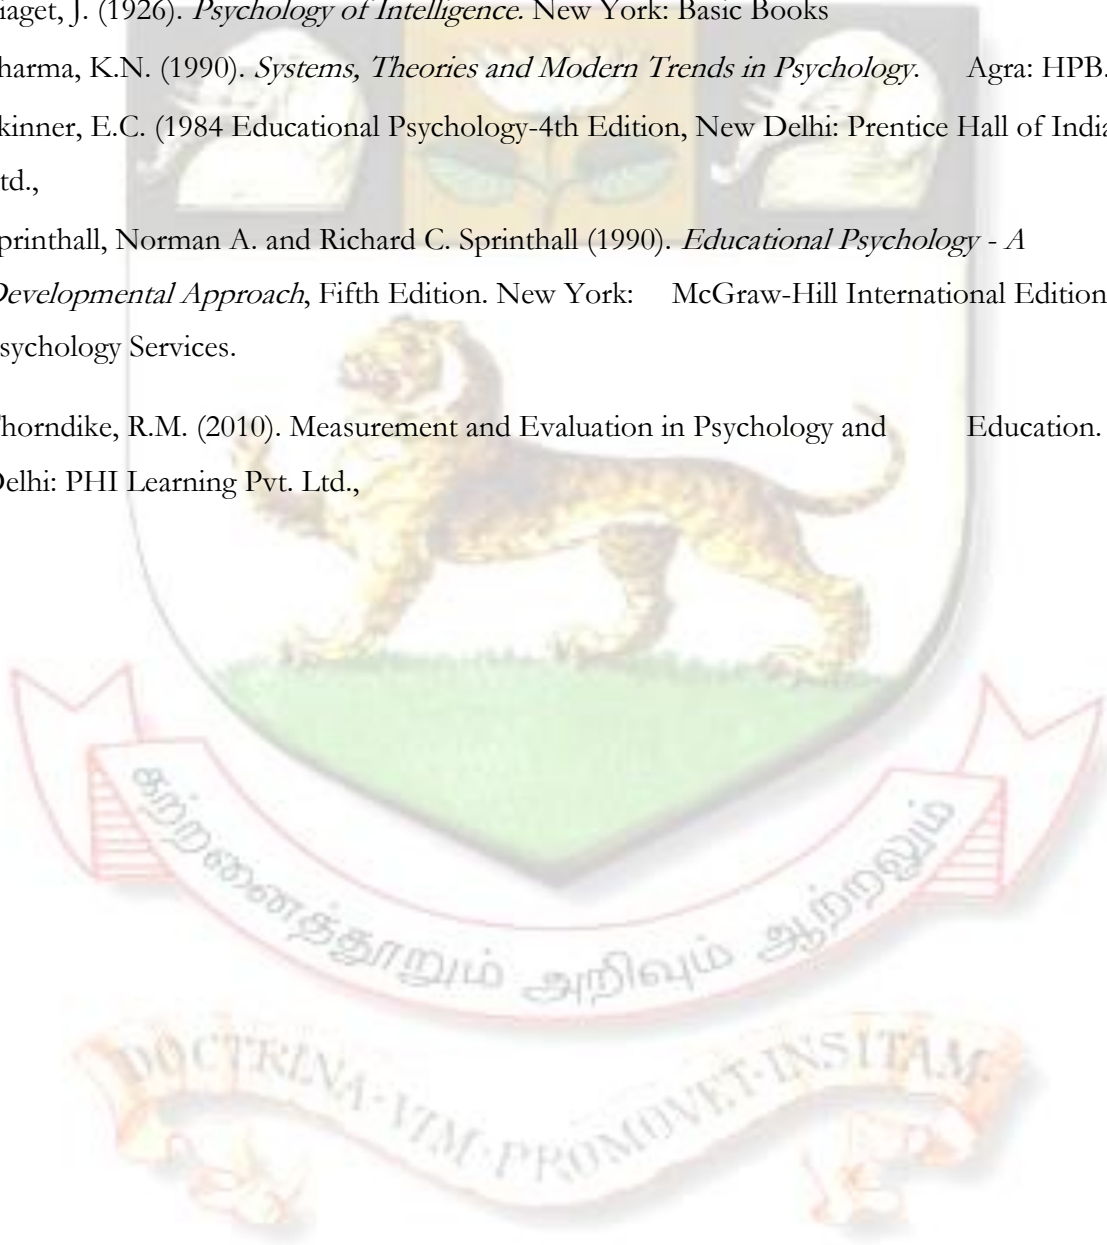 iaget, J. (1926). Psychology of Intelligence. New York: Basic Books
harma, K.N. (1990). Systems, Theories and Modern Trends in Psychology. Agra: HPB.
kinner, E.C. (1984 Educational Psychology-4th Edition, New Delhi: Prentice Hall of India
td.,
printhall, Norman A. and Richard C. Sprinthall (1990). Educational Psychology - A
Developmental Approach, Fifth Edition. New York: McGraw-Hill International Edition
sychology Services.
horndike, R.M. (2010). Measurement and Evaluation in Psychology and Education.
Delhi: PHI Learning Pvt. Ltd.,
கற்றனைத்தூறும் அறிவும் ஆற்றலும்
DOCTRINA·VIM·PROMOVET·INSITAM·